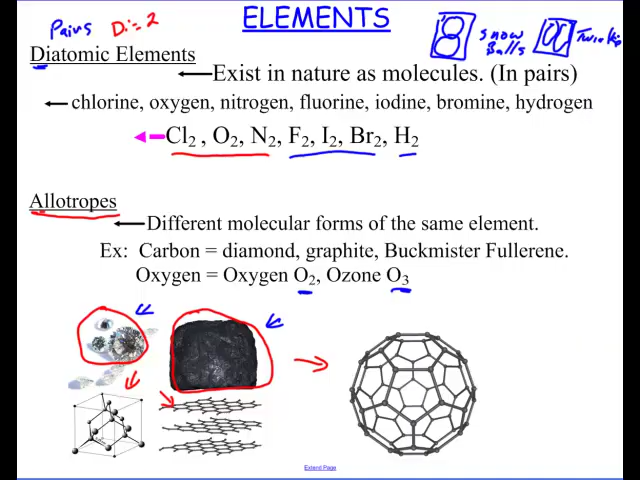 ELEMENTS
Pairs Di = 2
Snow Balls
Twinkip
Diatomic Elements
Exist in nature as molecules. (In pairs)
chlorine, oxygen, nitrogen, fluorine, iodine, bromine, hydrogen
Cl₂ , O₂, N₂, F₂, I₂, Br₂, H₂
Allotropes
Different molecular forms of the same element.
Ex: Carbon = diamond, graphite, Buckmister Fullerene.
Oxygen = Oxygen O₂, Ozone O₃
Extend Page